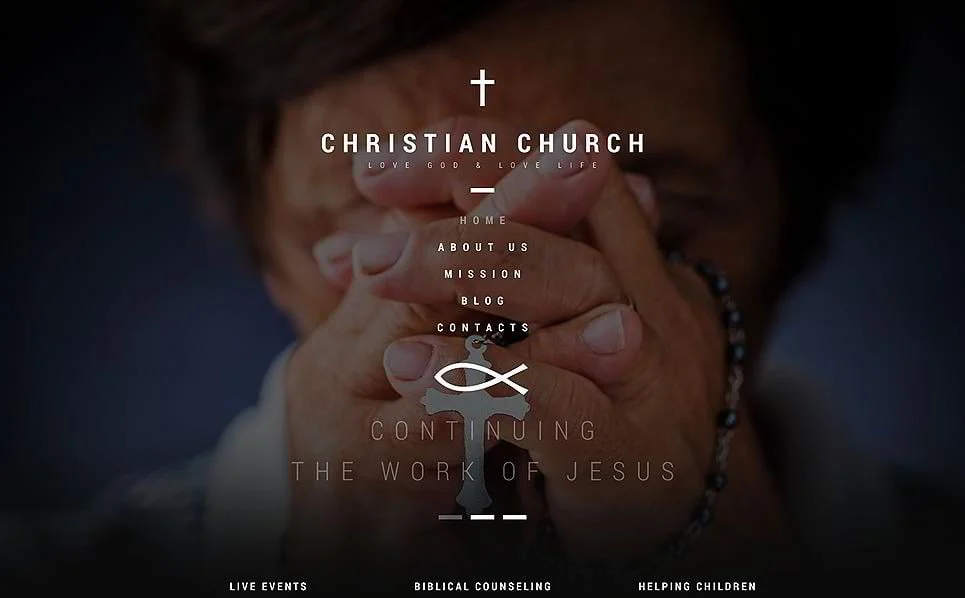 CHRISTIAN CHURCH
LOVE GOD & LOVE LIFE
HOME
ABOUT US
MISSION
BLOG
CONTACTS
CONTINUING
THE WORK OF JESUS
LIVE EVENTS BIBLICAL COUNSELING HELPING CHILDREN